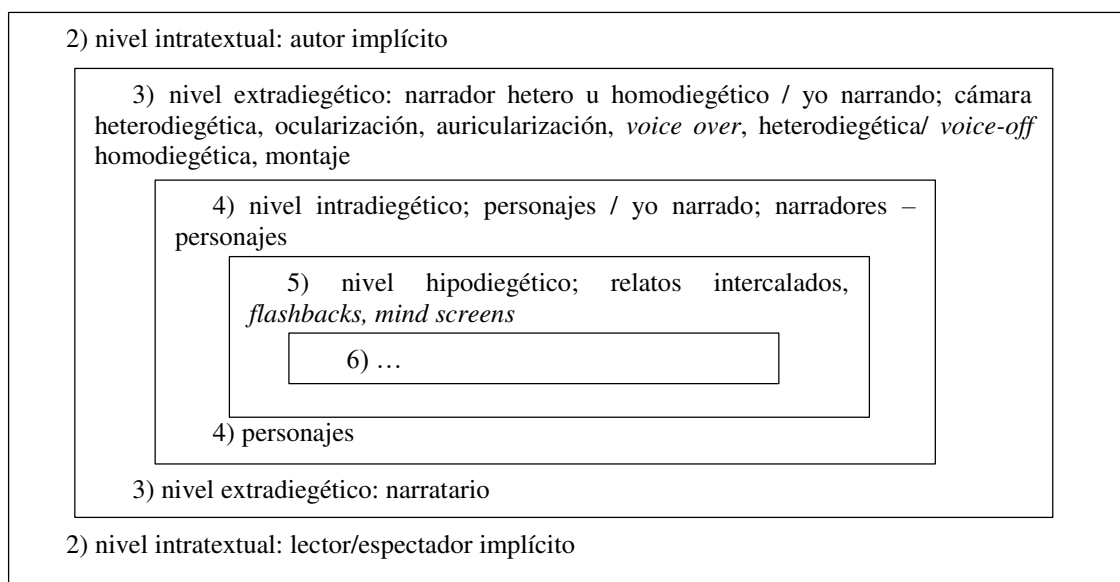 2) nivel intratextual: autor implícito
3) nivel extradiegético: narrador hetero u homodiegético / yo narrando; cámara
heterodiegética, ocularización, auricularización, voice over, heterodiegética/ voice-off
homodiegética, montaje
4) nivel intradiegético; personajes / yo narrado; narradores –
personajes
5) nivel hipodiegético; relatos intercalados,
flashbacks, mind screens
6) …
4) personajes
3) nivel extradiegético: narratario
2) nivel intratextual: lector/espectador implícito